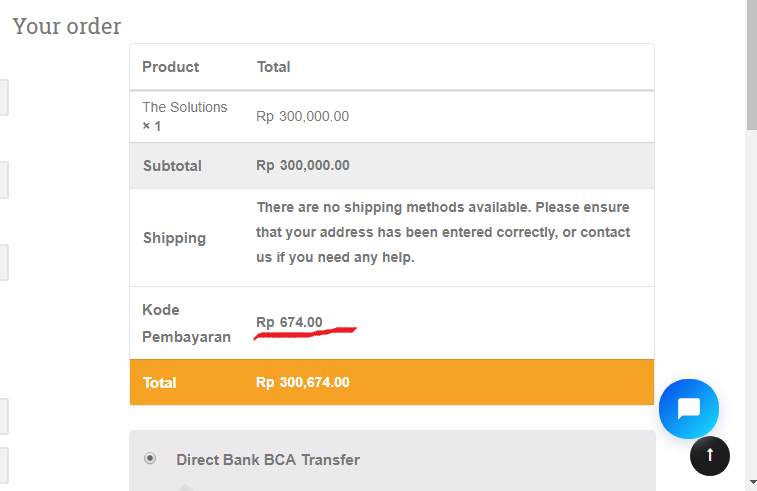 Your order
Product Total
The Solutions
× 1 Rp 300,000.00
Subtotal Rp 300,000.00
Shipping There are no shipping methods available. Please ensure
that your address has been entered correctly, or contact
us if you need any help.
Kode
Pembayaran Rp 674.00
Total Rp 300,674.00
Direct Bank BCA Transfer